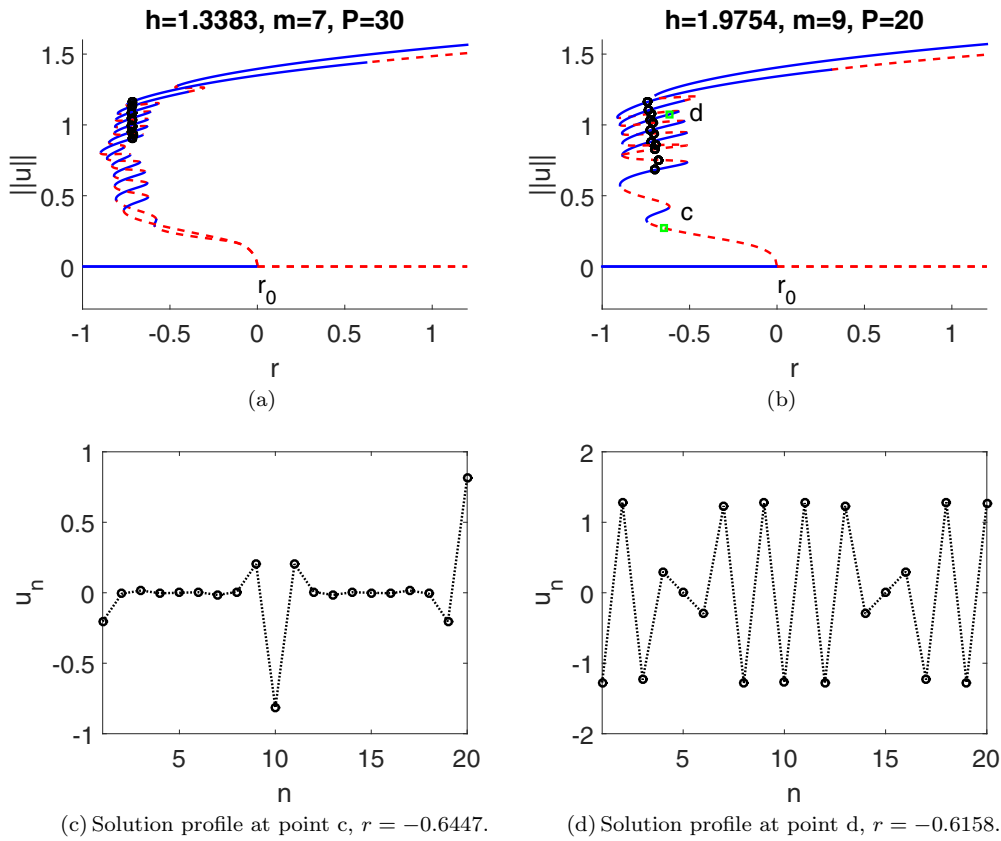 h=1.3383, m=7, P=30
1.5
1
0.5
0
||u||
r0
-1
-0.5
0
0.5
1
r
(a)
h=1.9754, m=9, P=20
1.5
1
0.5
0
||u||
d
c
r0
-1
-0.5
0
0.5
1
r
(b)
1
0.5
0
-0.5
-1
un
5
10
15
20
n
(c) Solution profile at point c, r = −0.6447.
2
1
0
-1
-2
un
5
10
15
20
n
(d) Solution profile at point d, r = −0.6158.